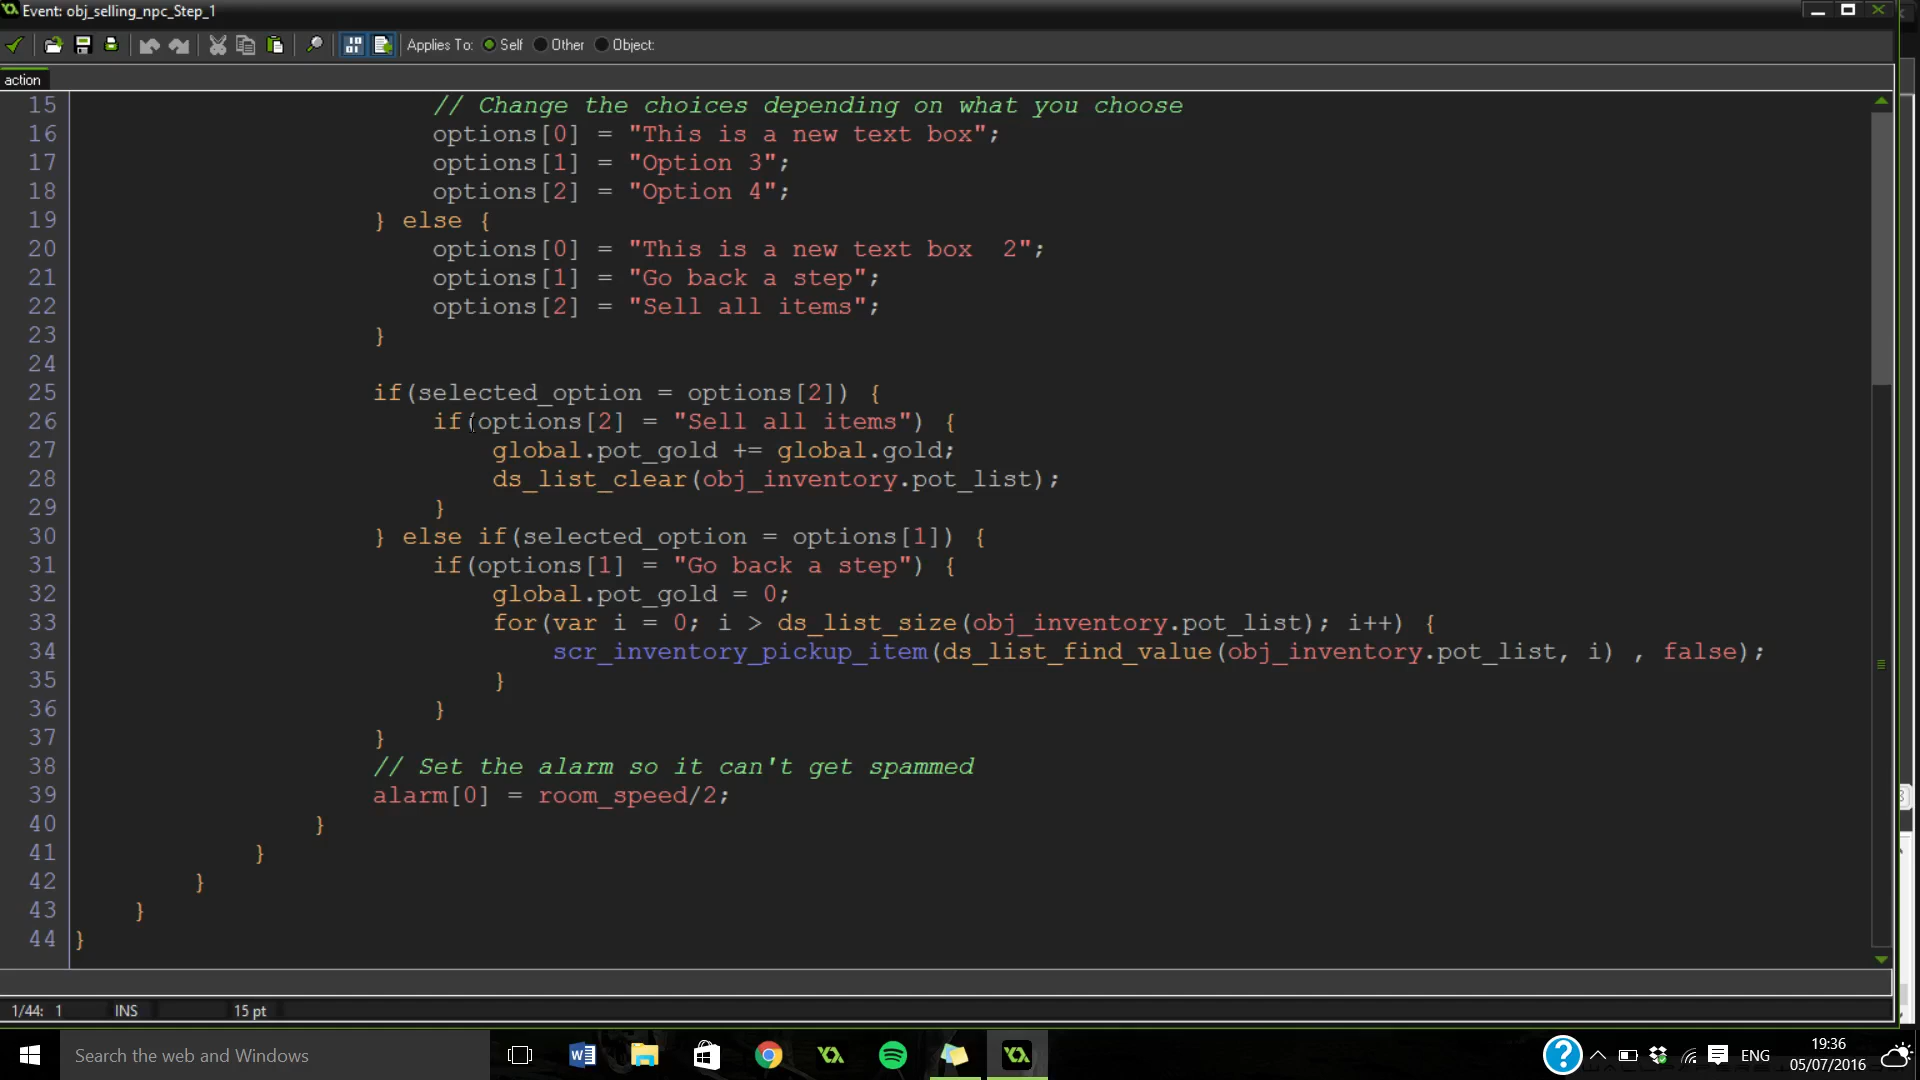 Event: obj_selling_npc_Step_1
Applies To: Self Other Object:
action
15 // Change the choices depending on what you choose
16 options[0] = "This is a new text box";
17 options[1] = "Option 3";
18 options[2] = "Option 4";
19 } else {
20 options[0] = "This is a new text box  2";
21 options[1] = "Go back a step";
22 options[2] = "Sell all items";
23 }
24
25 if(selected_option = options[2]) {
26 if(options[2] = "Sell all items") {
27 global.pot_gold += global.gold;
28 ds_list_clear(obj_inventory.pot_list);
29 }
30 } else if(selected_option = options[1]) {
31 if(options[1] = "Go back a step") {
32 global.pot_gold = 0;
33 for(var i = 0; i > ds_list_size(obj_inventory.pot_list); i++) {
34 scr_inventory_pickup_item(ds_list_find_value(obj_inventory.pot_list, i) , false);
35 }
36 }
37 }
38 // Set the alarm so it can't get spammed
39 alarm[0] = room_speed/2;
40 }
41 }
42 }
43 }
44 }
1/44: 1 INS 15 pt
Search the web and Windows
ENG
19:36
05/07/2016